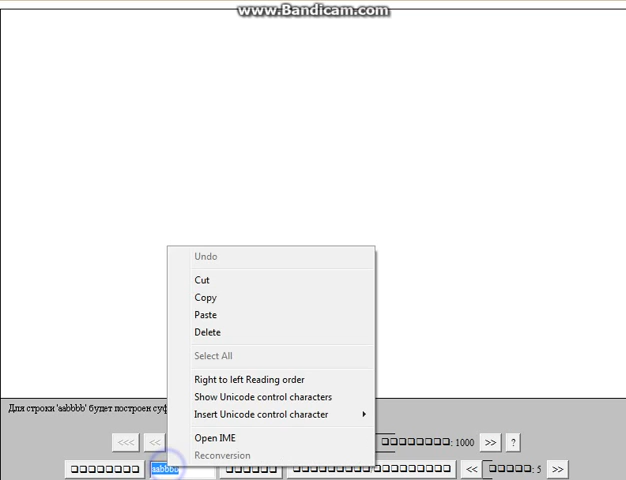 www.Bandicam.com
Undo
Cut
Copy
Paste
Delete
Select All
Right to left Reading order
Show Unicode control characters
Insert Unicode control character
Для строки 'aabbbb' будет построен
Open IME
<<< << : 1000 >> ?
Reconversion
aabbbb << : 5 >>